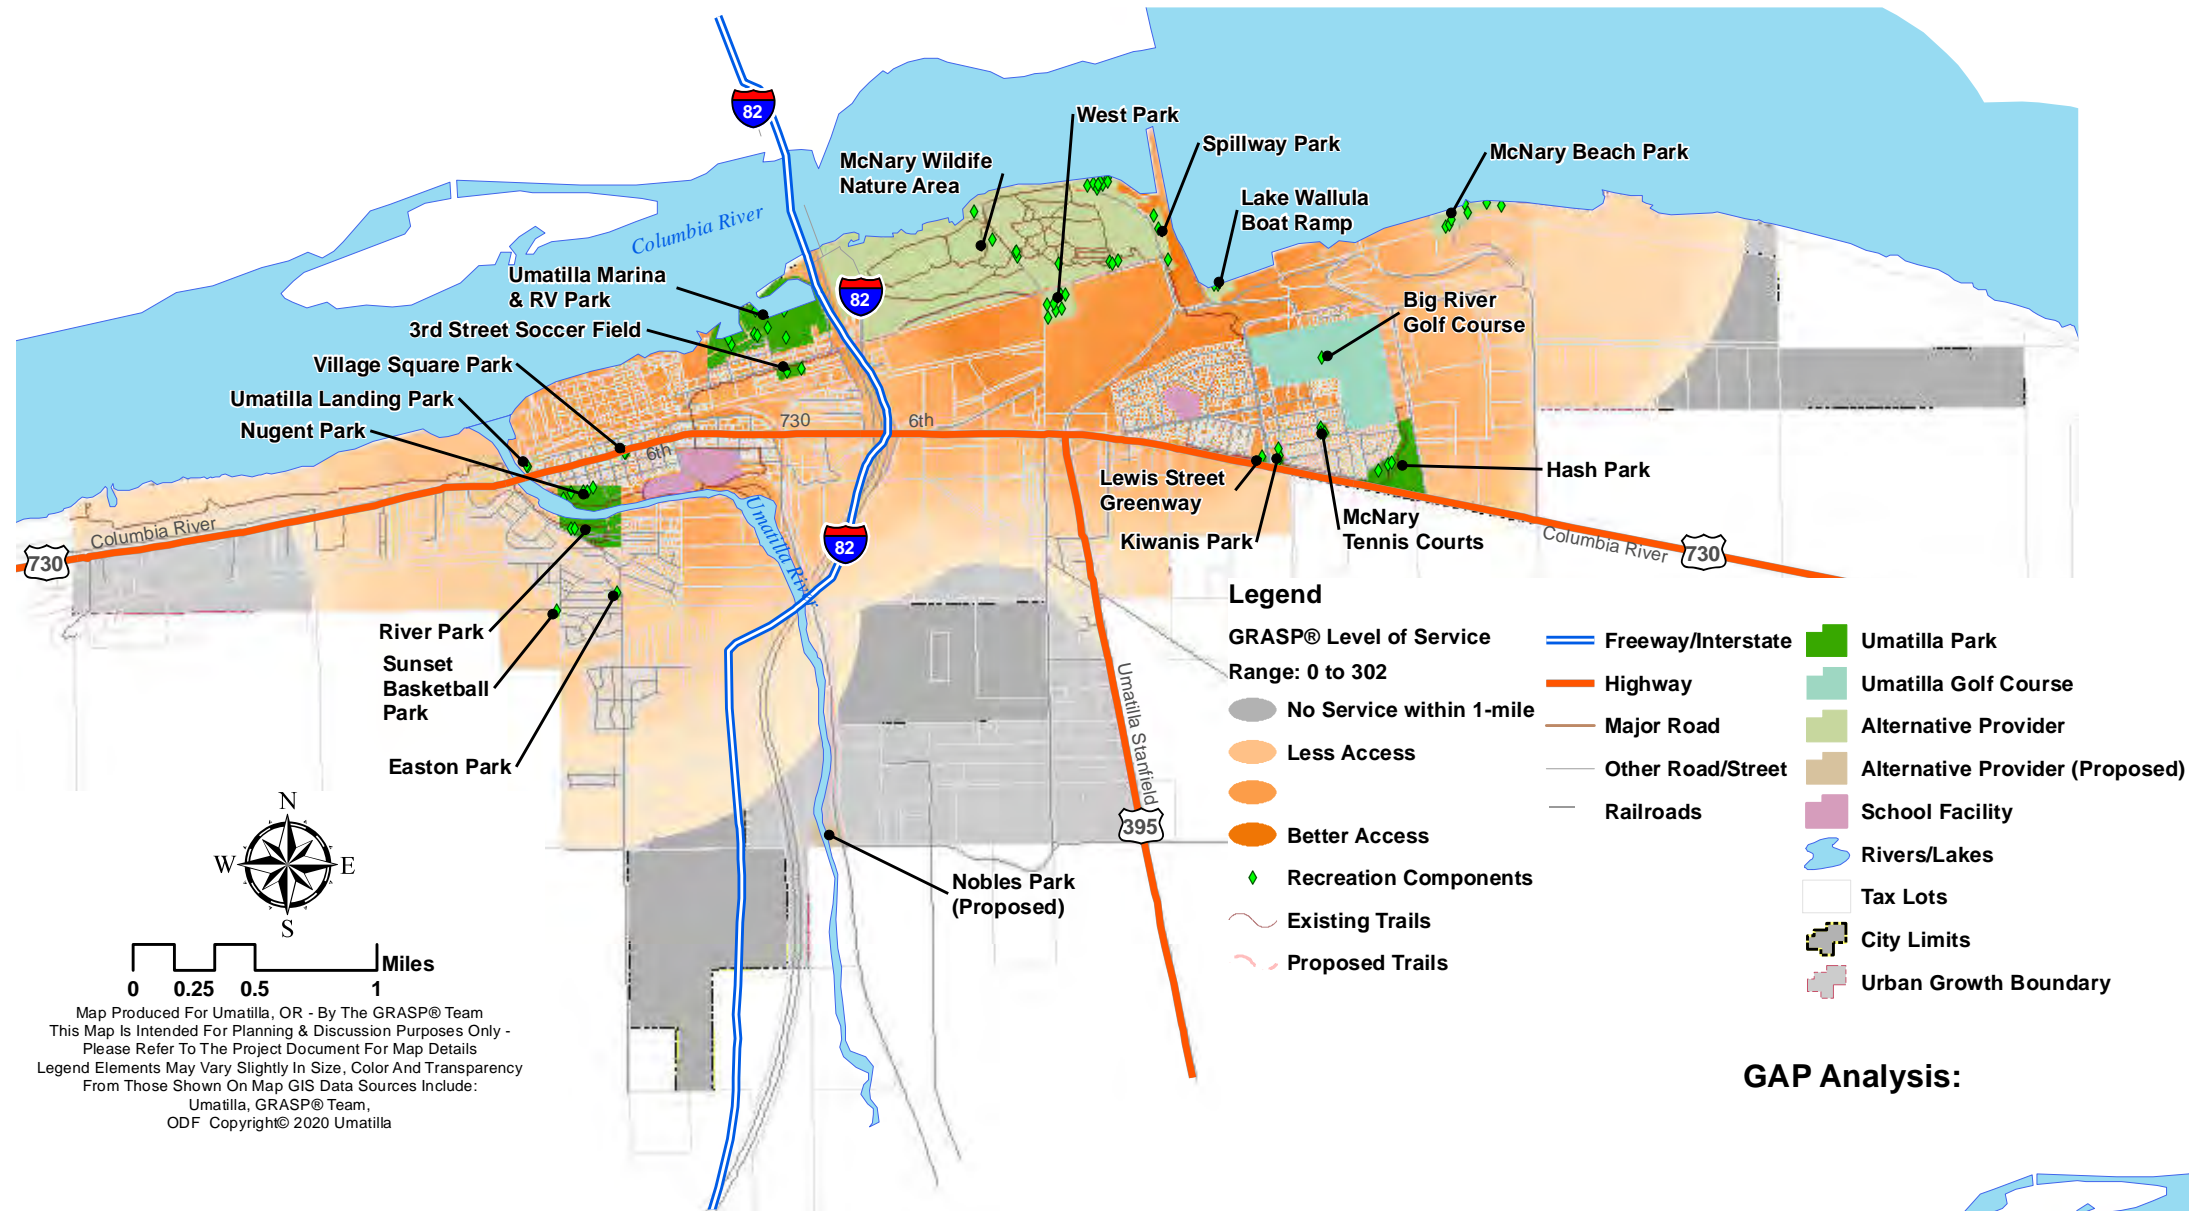 82
West Park
Spillway Park
McNary Beach Park
McNary Wildife
Nature Area
Lake Wallula
Boat Ramp
Columbia River
Umatilla Marina
& RV Park
82
Big River
Golf Course
3rd Street Soccer Field
Village Square Park
Umatilla Landing Park
Nugent Park
730
6th
6th
Lewis Street
Greenway
Hash Park
Kiwanis Park
McNary
Tennis Courts
Columbia River
730
Umatilla River
82
Columbia River
730
River Park
Sunset
Basketball
Park
Easton Park
Umatilla Stanfield
395
Nobles Park
(Proposed)
Legend
GRASP® Level of Service
Range: 0 to 302
No Service within 1-mile
Less Access
Better Access
Recreation Components
Existing Trails
Proposed Trails
Freeway/Interstate
Highway
Major Road
Other Road/Street
Railroads
Umatilla Park
Umatilla Golf Course
Alternative Provider
Alternative Provider (Proposed)
School Facility
Rivers/Lakes
Tax Lots
City Limits
Urban Growth Boundary
N
W E
S
Miles
0 0.25 0.5 1
Map Produced For Umatilla, OR - By The GRASP® Team
This Map Is Intended For Planning & Discussion Purposes Only -
Please Refer To The Project Document For Map Details
Legend Elements May Vary Slightly In Size, Color And Transparency
From Those Shown On Map GIS Data Sources Include:
Umatilla, GRASP® Team,
ODF Copyright© 2020 Umatilla
GAP Analysis: